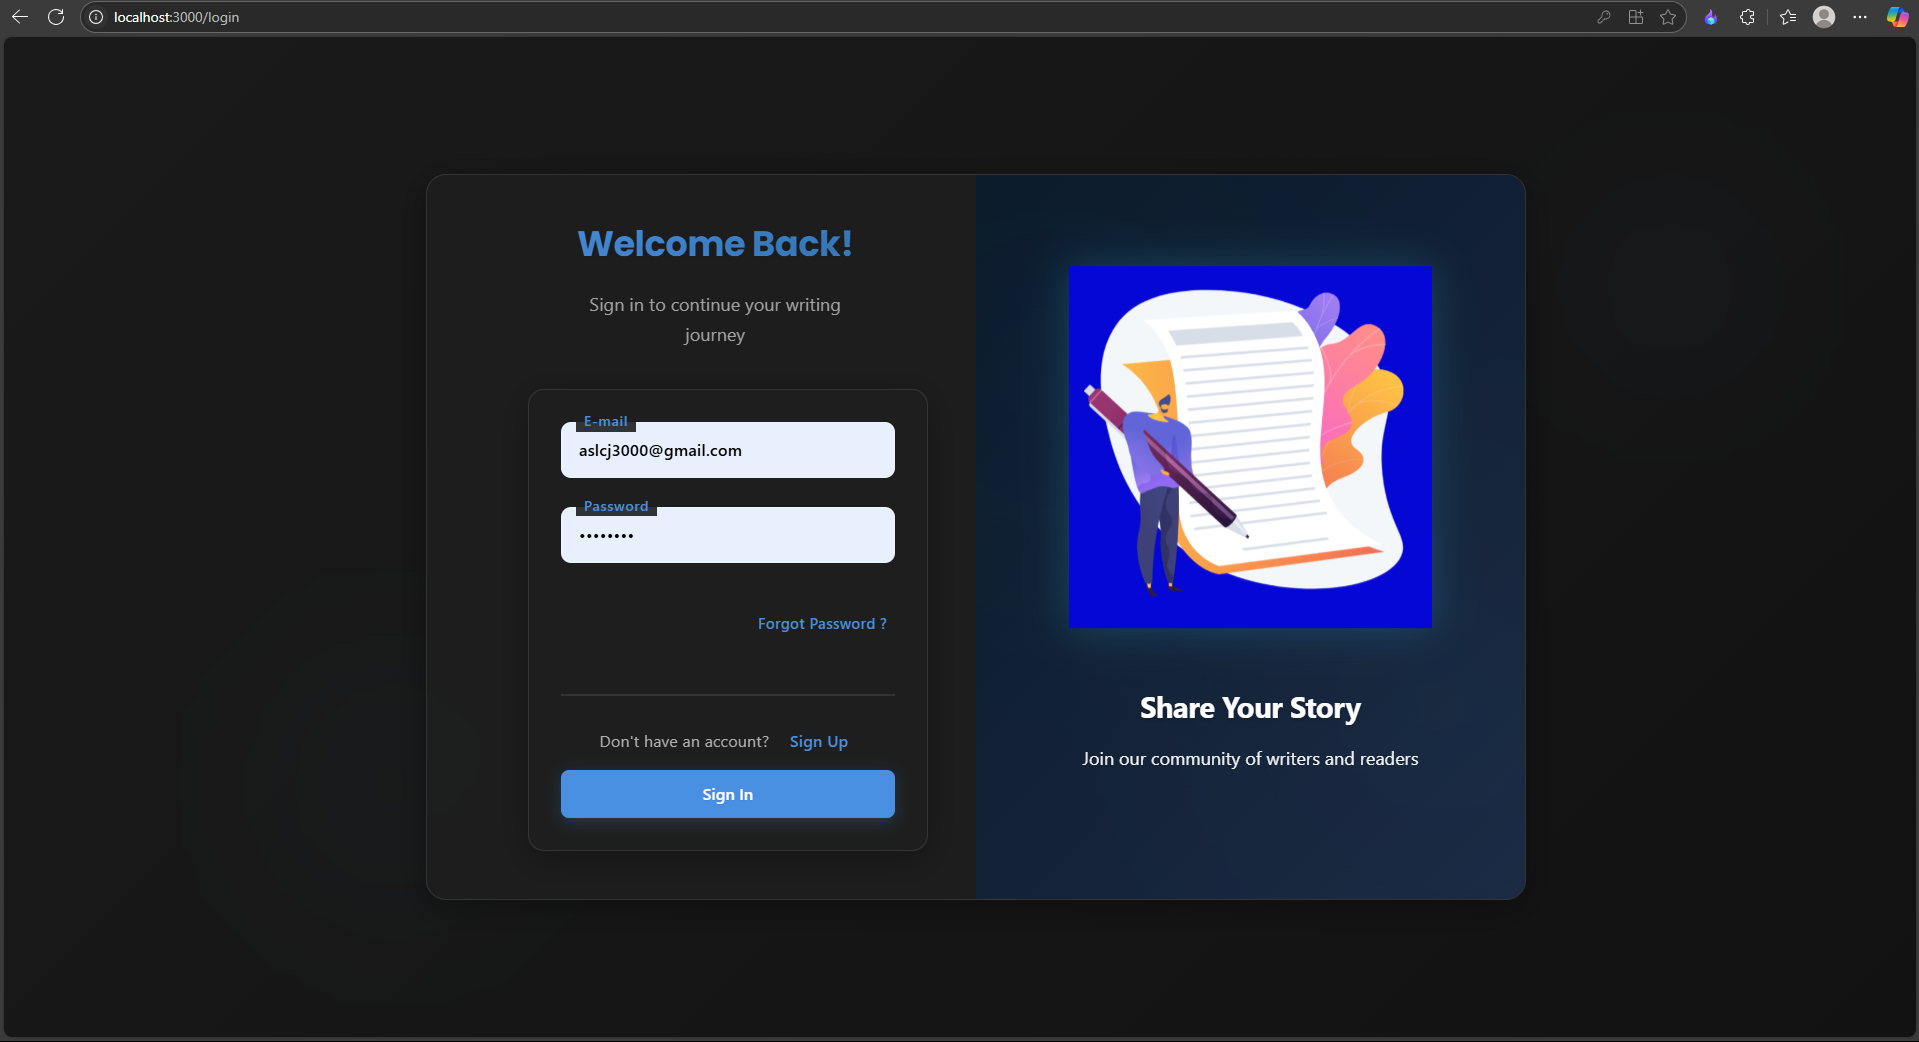 localhost:3000/login
Welcome Back!
Sign in to continue your writing
journey
E-mail
aslcj3000@gmail.com
Password
••••••••
Forgot Password ?
Don't have an account? Sign Up
Sign In
Share Your Story
Join our community of writers and readers